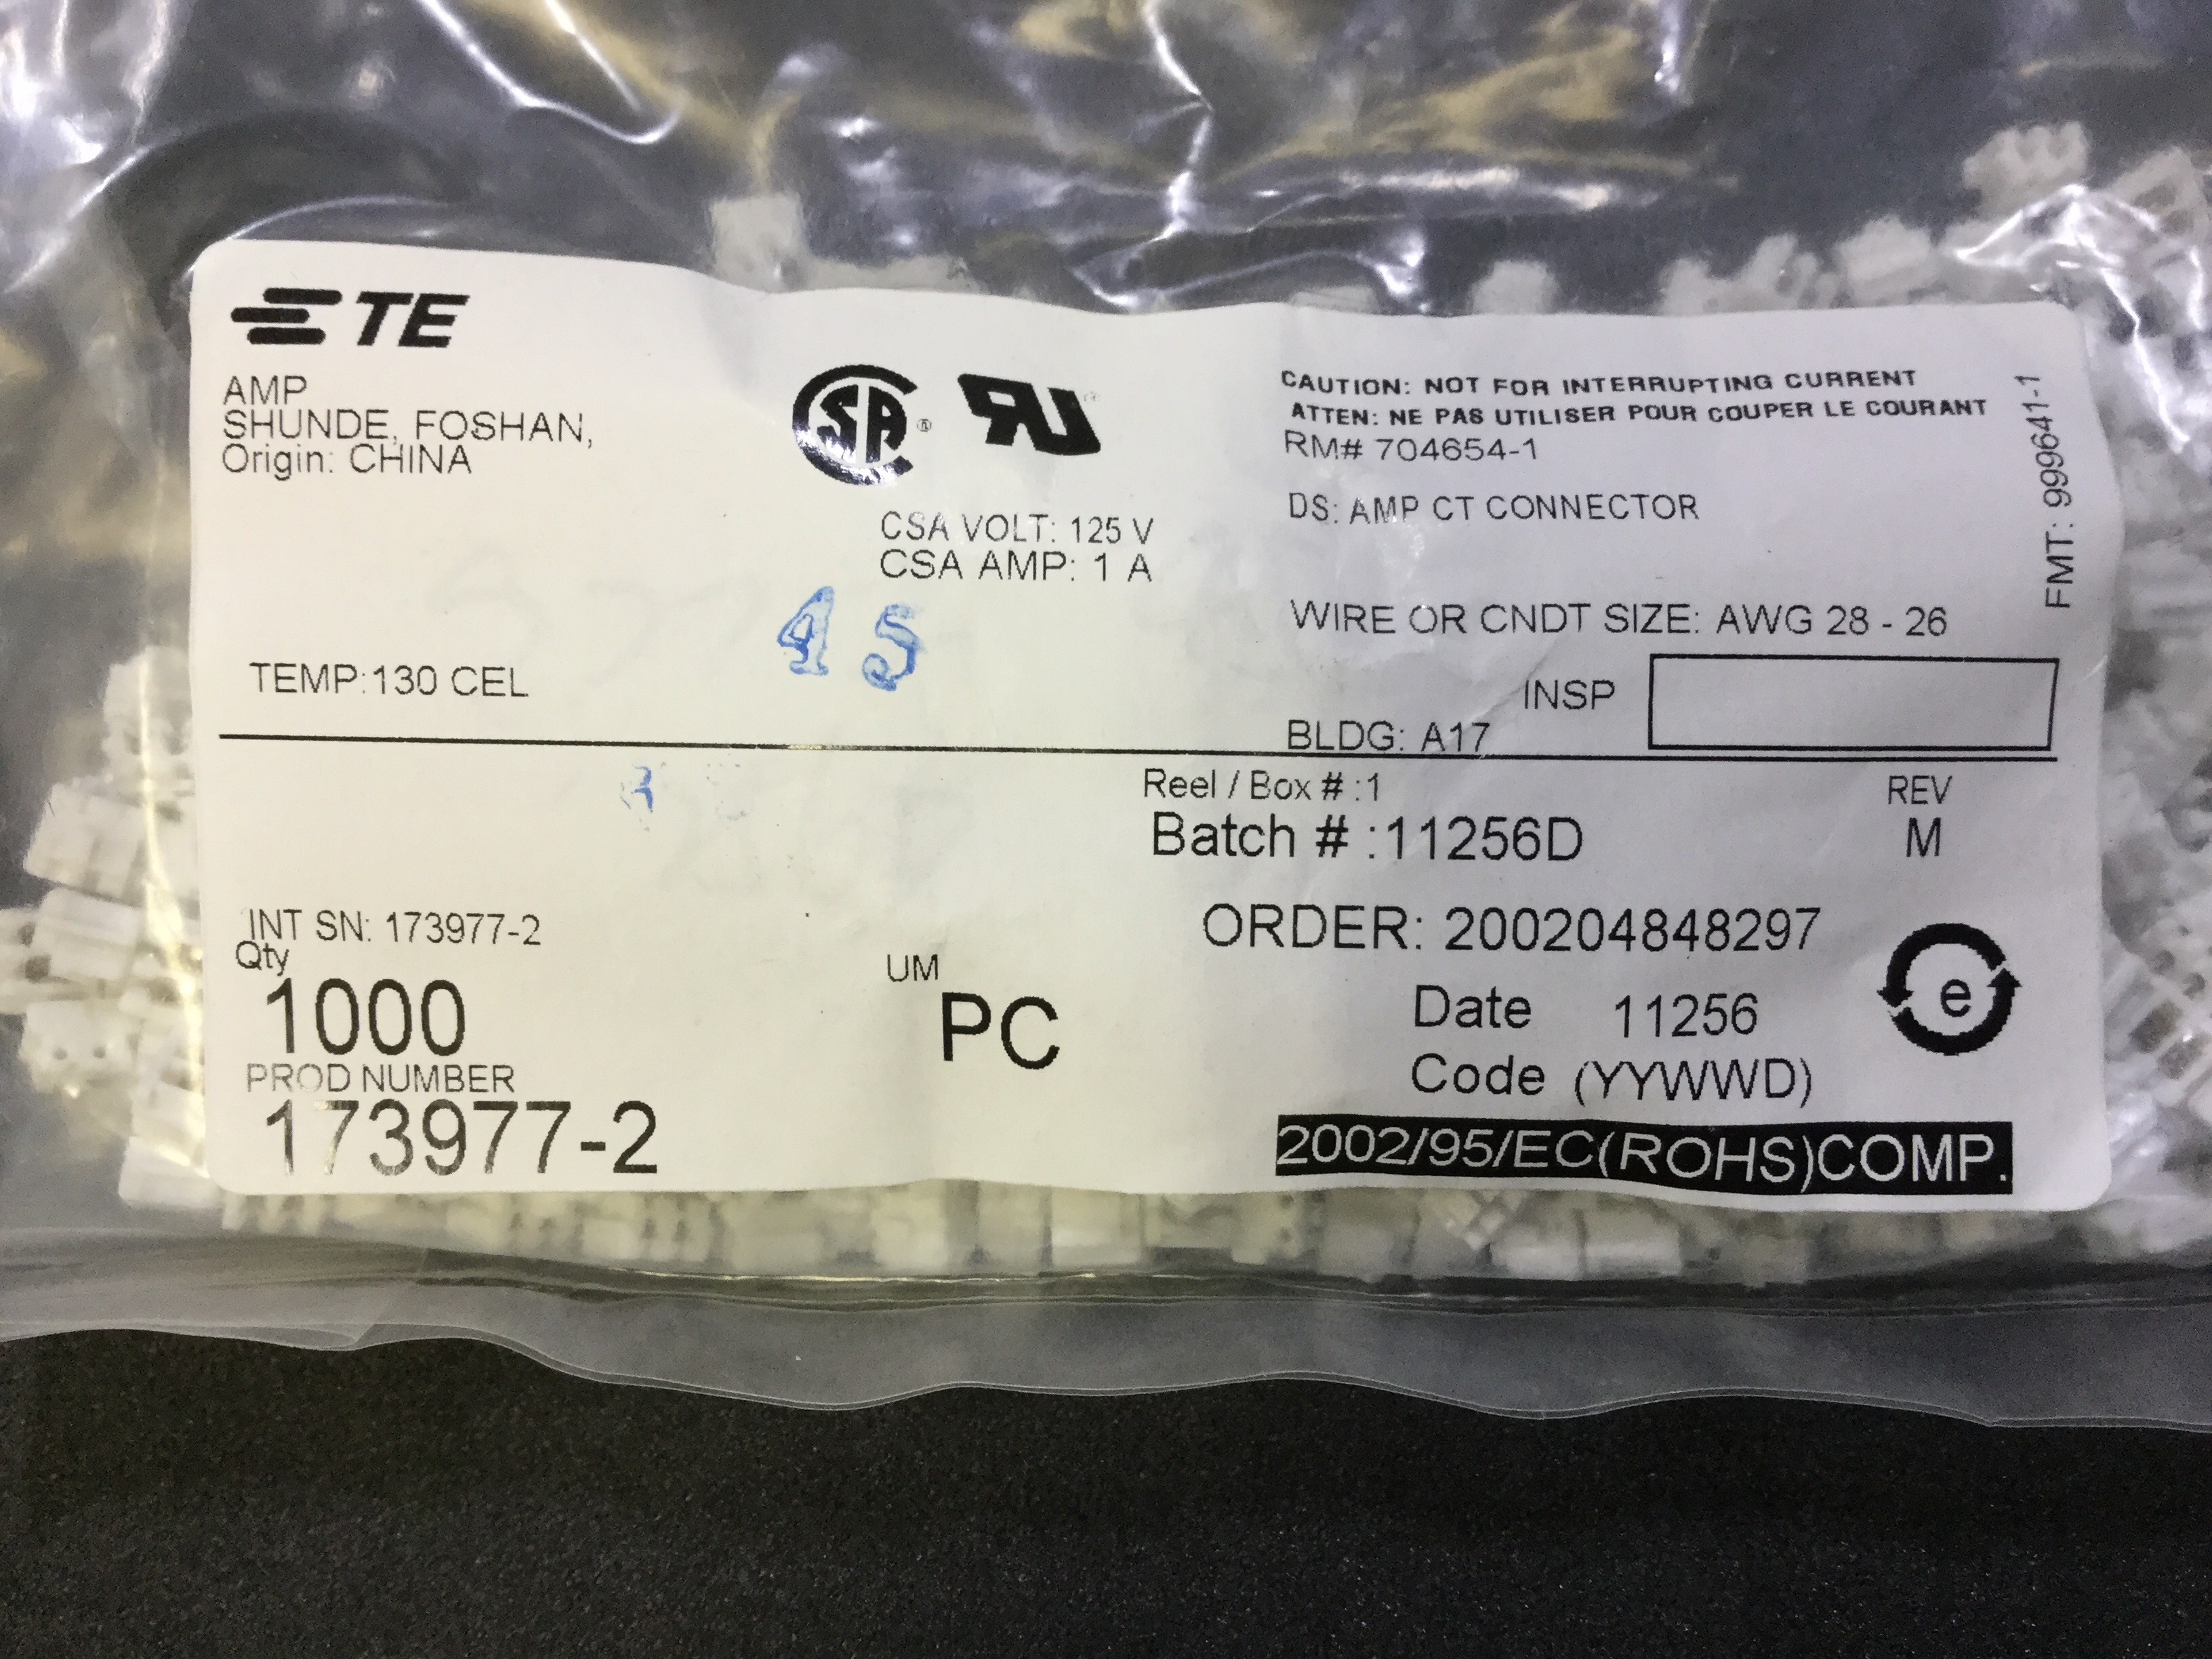 TE
AMP
SHUNDE, FOSHAN,
Origin: CHINA
SA
CSA VOLT: 125 V
CSA AMP: 1 A
CAUTION: NOT FOR INTERRUPTING CURRENT
ATTEN: NE PAS UTILISER POUR COUPER LE COURANT
RM# 704654-1
DS: AMP CT CONNECTOR
FMT: 999641-1
4 5
WIRE OR CNDT SIZE: AWG 28 - 26
TEMP:130 CEL
INSP
BLDG: A17
Reel / Box # :1
REV
Batch # :11256D
M
INT SN: 173977-2
ORDER: 200204848297
Qty
1000
UM
PC
Date 11256
e
Code (YYWWD)
PROD NUMBER
173977-2
2002/95/EC(ROHS)COMP.